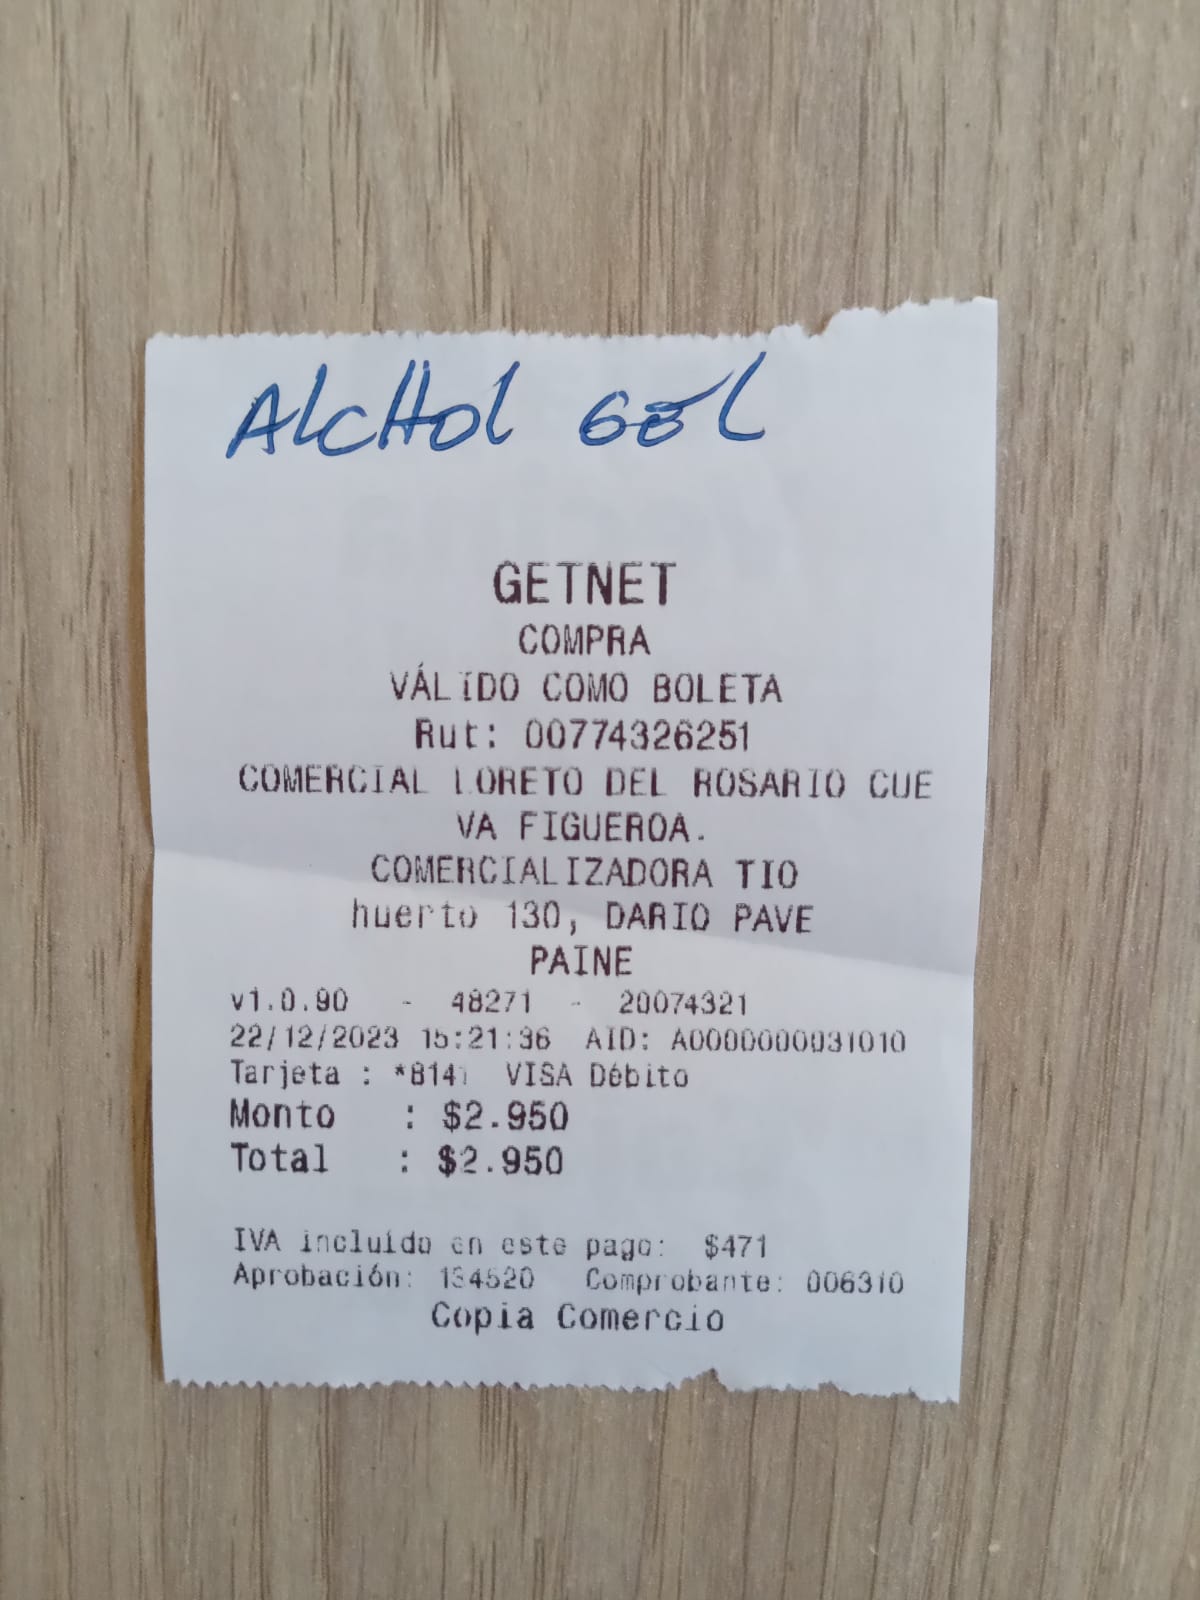 AlcHol GEL
GETNET
COMPRA
VÁLIDO COMO BOLETA
Rut: 00774326251
COMERCIAL LORETO DEL ROSARIO CUE
VA FIGUEROA.
COMERCIALIZADORA TIO
huerto 130, DARIO PAVE
PAINE
v1.0.90 - 48271 - 20074321
22/12/2023 15:21:36 AID: A0000000031010
Tarjeta : *8141 VISA Débito
Monto : $2.950
Total : $2.950
IVA incluido en este pago: $471
Aprobación: 134520 Comprobante: 006310
Copia Comercio